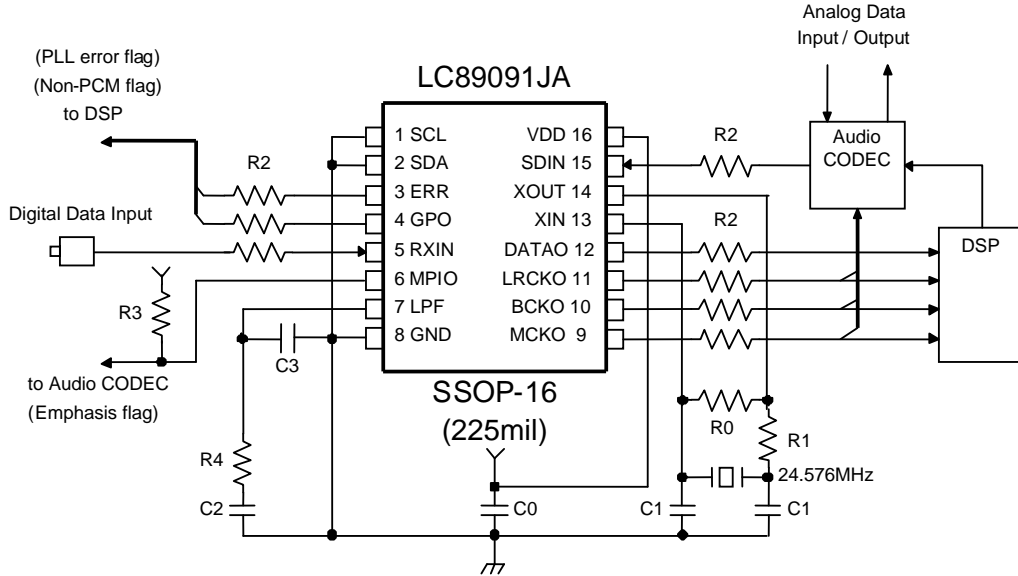 Analog Data
Input / Output
(PLL error flag)
(Non-PCM flag)
to DSP
LC89091JA
1 SCL
2 SDA
3 ERR
4 GPO
5 RXIN
6 MPIO
7 LPF
8 GND
VDD 16
SDIN 15
XOUT 14
XIN 13
DATAO 12
LRCKO 11
BCKO 10
MCKO 9
R2
R2
R2
Audio
CODEC
DSP
Digital Data Input
R3
C3
to Audio CODEC
(Emphasis flag)
SSOP-16
(225mil)
R0
R1
R4
24.576MHz
C2
C0
C1
C1